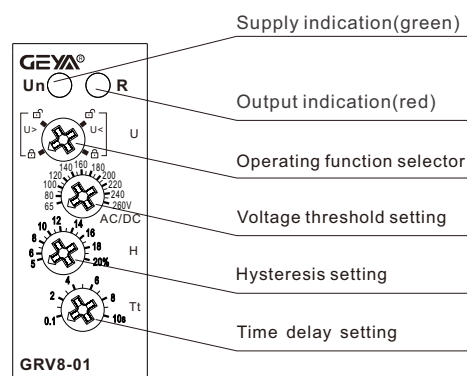 Supply indication(green)
GEYA®
Un R
Output indication(red)
U> U< U
Operating function selector
65 80 100 120 140 160 180 200 220 240 260V
AC/DC
Voltage threshold setting
5 6 8 10 12 14 16 18 20%
H
Hysteresis setting
0.1 2 4 6 8 10s
Tt
Time delay setting
GRV8-01